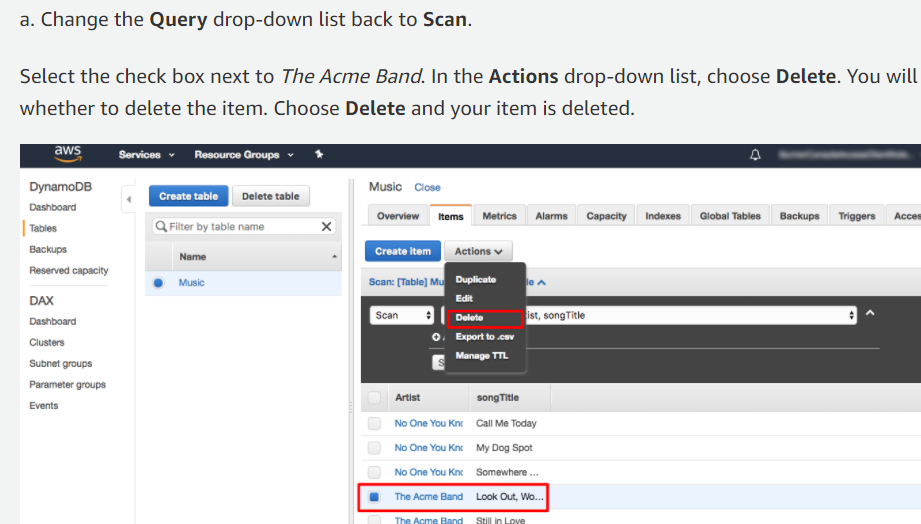 a. Change the Query drop-down list back to Scan.
Select the check box next to The Acme Band. In the Actions drop-down list, choose Delete. You will
whether to delete the item. Choose Delete and your item is deleted.
aws Services Resource Groups
DynamoDB
Dashboard
Tables
Backups
Reserved capacity
DAX
Dashboard
Clusters
Subnet groups
Parameter groups
Events
Create table Delete table
Filter by table name
Name
Music
Music Close
Overview Items Metrics Alarms Capacity Indexes Global Tables Backups Triggers Acces
Create item Actions
Duplicate
Edit
Delete
Export to .csv
Manage TTL
Scan: [Table] Mu le
Scan ist, songTitle
S
Artist songTitle
No One You Kno Call Me Today
No One You Kno My Dog Spot
No One You Kno Somewhere ...
The Acme Band Look Out, Wo...
The Acme Band Still in Love